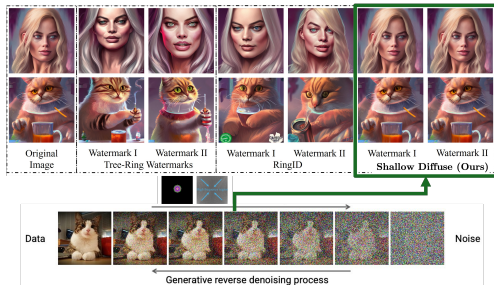 Original
Image
Watermark I
Watermark II
Tree-Ring Watermarks
Watermark I
Watermark II
RingID
Watermark I
Watermark II
Shallow Diffuse (Ours)
Data
Noise
Generative reverse denoising process